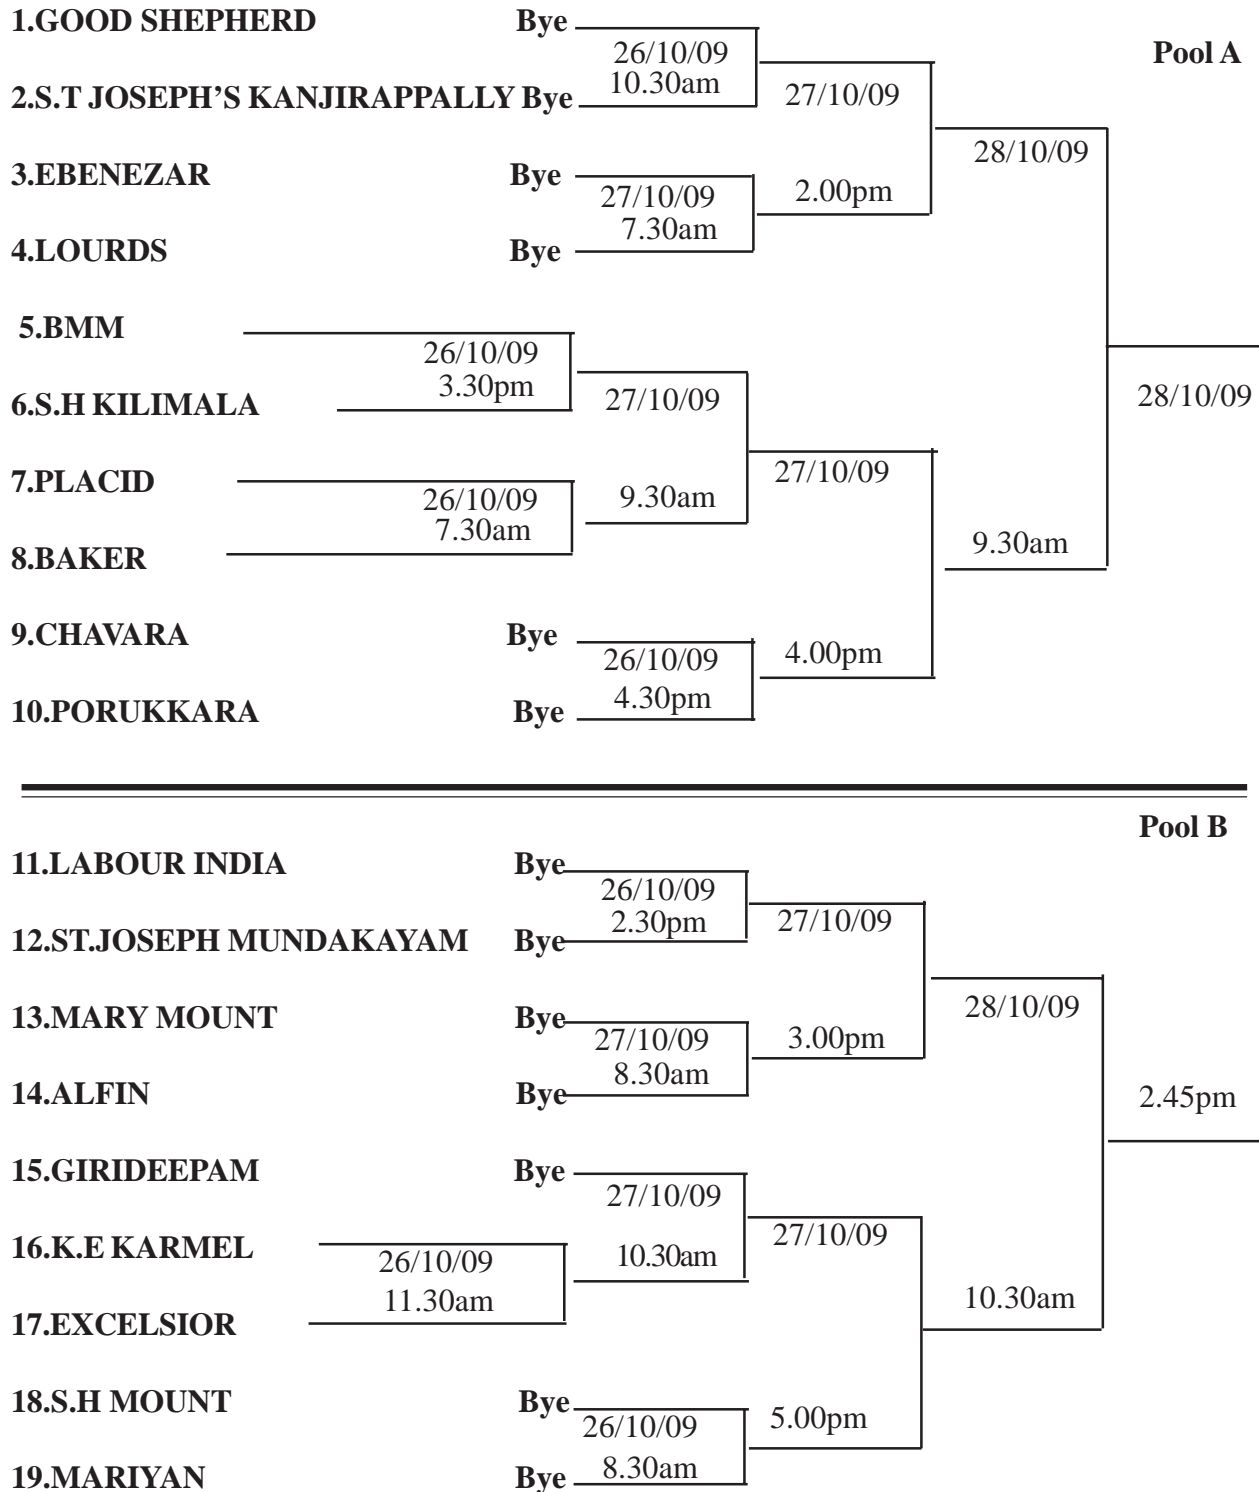 1.GOOD SHEPHERD Bye
26/10/09
Pool A
10.30am
2.S.T JOSEPH'S KANJIRAPPALLY Bye
27/10/09
28/10/09
3.EBENEZAR Bye
27/10/09
2.00pm
7.30am
4.LOURDS Bye
5.BMM
26/10/09
3.30pm
6.S.H KILIMALA
27/10/09
28/10/09
7.PLACID
27/10/09
26/10/09
9.30am
7.30am
9.30am
8.BAKER
9.CHAVARA Bye
26/10/09
4.00pm
4.30pm
10.PORUKKARA Bye
Pool B
11.LABOUR INDIA Bye
26/10/09
2.30pm
27/10/09
12.ST.JOSEPH MUNDAKAYAM Bye
28/10/09
13.MARY MOUNT Bye
27/10/09
3.00pm
8.30am
14.ALFIN Bye
2.45pm
15.GIRIDEEPAM Bye
27/10/09
27/10/09
16.K.E KARMEL
26/10/09
10.30am
11.30am
10.30am
17.EXCELSIOR
18.S.H MOUNT Bye
26/10/09
5.00pm
8.30am
19.MARIYAN Bye